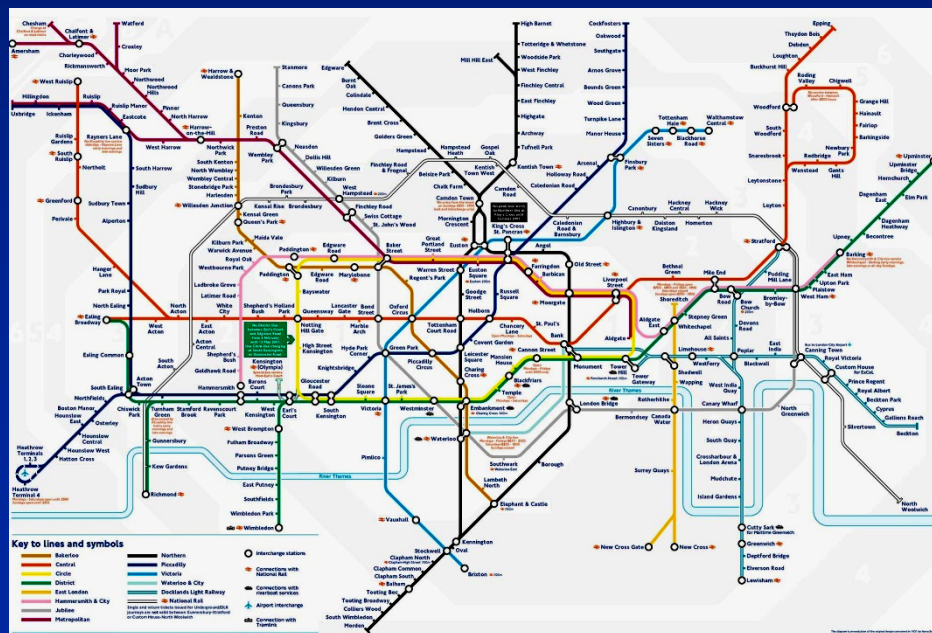 Chesham
Watford
Chalfont &
Latimer
Croxley
Amersham
Chorleywood
Rickmansworth
Moor Park
Northwood
Northwood
Hills
Pinner
West Ruislip
Harrow &
Wealdstone
Stanmore
Canons Park
Queensbury
Kingsbury
Edgware
Burnt
Oak
Colindale
Hendon Central
Brent Cross
Golders Green
Hampstead
Belsize Park
Chalk Farm
Camden Town
Mornington
Crescent
High Barnet
Totteridge & Whetstone
Woodside Park
Mill Hill East
West Finchley
Finchley Central
East Finchley
Highgate
Archway
Tufnell Park
Kentish Town
Cockfosters
Oakwood
Southgate
Arnos Grove
Bounds Green
Wood Green
Turnpike Lane
Manor House
Arsenal
Holloway Road
Caledonian Road
Finsbury
Park
Seven
Sisters
Tottenham
Hale
Blackhorse
Road
Walthamstow
Central
Epping
Theydon Bois
Debden
Loughton
Buckhurst Hill
Roding
Valley
Chigwell
Grange Hill
Hainault
Fairlop
Barkingside
Newbury
Park
Gants
Hill
Redbridge
Wanstead
Woodford
South
Woodford
Snaresbrook
Leytonstone
Leyton
Stratford
Upminster
Upminster
Bridge
Hornchurch
Elm Park
Dagenham
East
Dagenham
Heathway
Becontree
Upney
Barking
East Ham
Upton Park
Plaistow
West Ham
Hillingdon
Uxbridge
Ickenham
Ruislip
Ruislip Manor
Eastcote
Rayners Lane
West Harrow
North Harrow
Harrow-
on-the-Hill
Northwick
Park
Preston
Road
Wembley
Park
Ruislip
Gardens
South
Ruislip
Northolt
Greenford
Perivale
Hanger
Lane
South Harrow
Sudbury
Hill
Sudbury Town
Alperton
Park Royal
North Ealing
Ealing
Broadway
Ealing Common
Kenton
South Kenton
North Wembley
Wembley Central
Stonebridge Park
Harlesden
Willesden Junction
Kensal Green
Queen's Park
Kilburn Park
Maida Vale
Warwick Avenue
Royal Oak
Westbourne Park
Ladbroke Grove
Latimer Road
Neasden
Dollis Hill
Willesden Green
Kilburn
West
Hampstead
Finchley Road
Swiss Cottage
St. John's Wood
Finchley Road
& Frognal
Brondesbury
Park
Kensal Rise
Brondesbury
Hampstead
Heath
Gospel
Oak
Kentish
Town West
Camden
Road
Caledonian
Road &
Barnsbury
Highbury &
Islington
Canonbury
Dalston
Kingsland
Hackney
Central
Homerton
Hackney
Wick
Paddington
Edgware
Road
Paddington
Edgware
Road
Marylebone
Baker
Street
Great
Portland
Street
Warren Street
Regent's Park
Euston
Euston
Square
King's Cross
St. Pancras
Angel
Farringdon
Barbican
Old Street
Moorgate
Liverpool
Street
Bethnal
Green
Mile End
Shoreditch
Bow
Road
Bow
Church
Pudding
Mill Lane
Bromley-
by-Bow
Devons
Road
All Saints
Stepney Green
Whitechapel
Aldgate
East
Aldgate
White
City
East
Acton
North
Acton
West
Acton
Acton Central
South
Acton
Shepherd's
Bush
Goldhawk Road
Hammersmith
Shepherd's
Bush
Holland
Park
Notting
Hill Gate
Bayswater
Queensway
Lancaster
Gate
Marble
Arch
Bond
Street
Oxford
Circus
Goodge
Street
Tottenham
Court Road
Russell
Square
Holborn
Chancery
Lane
St. Paul's
Bank
Covent Garden
Leicester
Square
High Street
Kensington
Kensington
(Olympia)
Hyde Park
Corner
Knightsbridge
Green Park
Piccadilly
Circus
Charing
Cross
Cannon Street
Mansion
House
Blackfriars
Temple
Monument
Tower
Hill
Tower
Gateway
Limehouse
Shadwell
Wapping
Rotherhithe
Canada
Water
Westferry
Poplar
East
India
Canning Town
Royal Victoria
Custom House
for ExCeL
Prince Regent
Royal Albert
Beckton
Park
Cyprus
Gallions Reach
Beckton
Silvertown
North
Woolwich
West India
Quay
Canary Wharf
Heron Quays
South Quay
Crossharbour &
London Arena
Mudchute
Island Gardens
Cutty Sark
for Maritime Greenwich
Greenwich
Deptford Bridge
Elverson Road
Lewisham
North
Greenwich
Bermondsey
London Bridge
Surrey Quays
New Cross Gate
New Cross
South Ealing
Northfields
Boston Manor
Hounslow
East
Osterley
Hounslow
Central
Hounslow West
Hatton Cross
Heathrow
Terminals
1, 2, 3
Heathrow
Terminal 4
Acton
Town
Chiswick
Park
Turnham
Green
Stamford
Brook
Ravenscourt
Park
West
Kensington
Barons
Court
Earl's
Court
Gloucester
Road
South
Kensington
Sloane
Square
Victoria
St. James's
Park
Westminster
Embankment
Waterloo
Southwark
Lambeth
North
Borough
Elephant & Castle
Kennington
Gunnersbury
Kew Gardens
Richmond
West Brompton
Fulham Broadway
Parsons Green
Putney Bridge
East Putney
Southfields
Wimbledon Park
Wimbledon
River Thames
River Thames
Pimlico
Vauxhall
Stockwell
Brixton
Oval
Clapham North
Clapham Common
Clapham South
Balham
Tooting Bec
Tooting Broadway
Colliers Wood
South Wimbledon
Morden
Key to lines and symbols
Bakerloo
Central
Circle
District
East London
Hammersmith & City
Jubilee
Metropolitan
Northern
Piccadilly
Victoria
Waterloo & City
Docklands Light Railway
National Rail
Interchange stations
Connections with
National Rail
Connections with
riverboat services
Airport interchange
Connection with
Tramlink